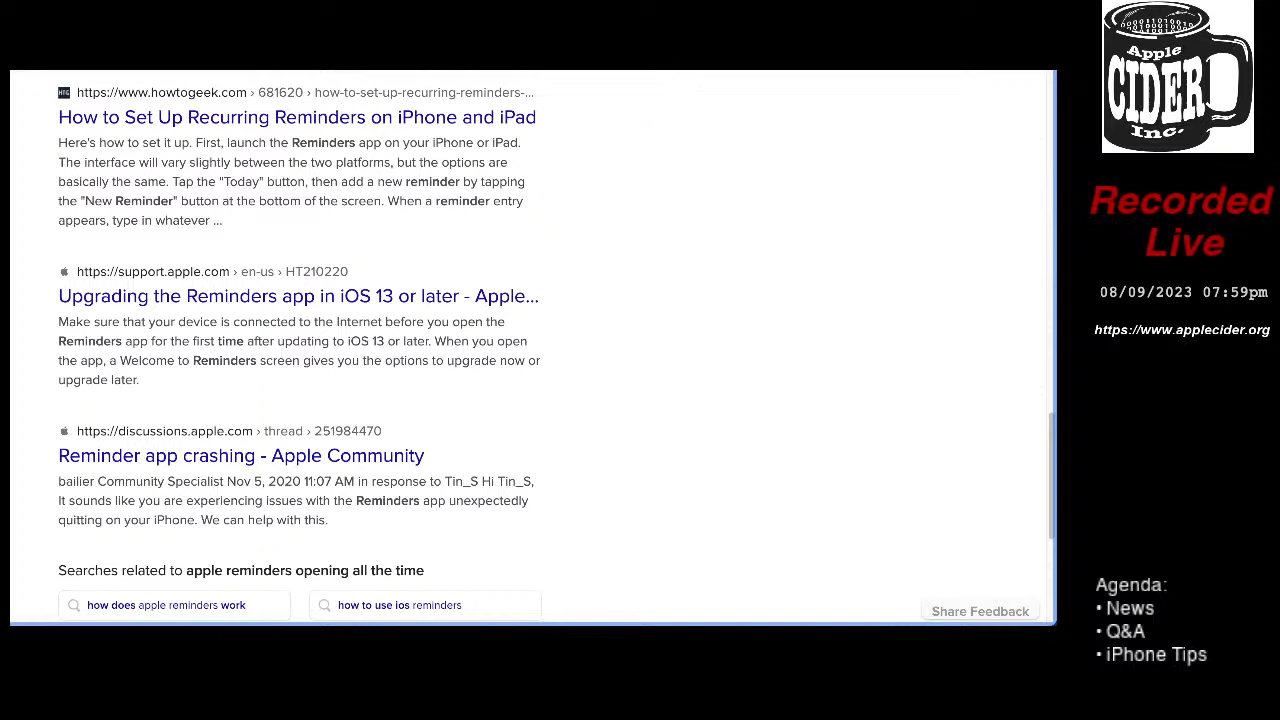 https://www.howtogeek.com › 681620 › how-to-set-up-recurring-reminders-...
How to Set Up Recurring Reminders on iPhone and iPad
Here's how to set it up. First, launch the Reminders app on your iPhone or iPad.
The interface will vary slightly between the two platforms, but the options are
basically the same. Tap the "Today" button, then add a new reminder by tapping
the "New Reminder" button at the bottom of the screen. When a reminder entry
appears, type in whatever ...
https://support.apple.com › en-us › HT210220
Upgrading the Reminders app in iOS 13 or later - Apple...
Make sure that your device is connected to the Internet before you open the
Reminders app for the first time after updating to iOS 13 or later. When you open
the app, a Welcome to Reminders screen gives you the options to upgrade now or
upgrade later.
https://discussions.apple.com › thread › 251984470
Reminder app crashing - Apple Community
bailier Community Specialist Nov 5, 2020 11:07 AM in response to Tin_S Hi Tin_S,
It sounds like you are experiencing issues with the Reminders app unexpectedly
quitting on your iPhone. We can help with this.
Searches related to apple reminders opening all the time
how does apple reminders work
how to use ios reminders
Share Feedback
Apple
CIDER
Inc.
Recorded
Live
08/09/2023 07:59pm
https://www.applecider.org
Agenda:
• News
• Q&A
• iPhone Tips